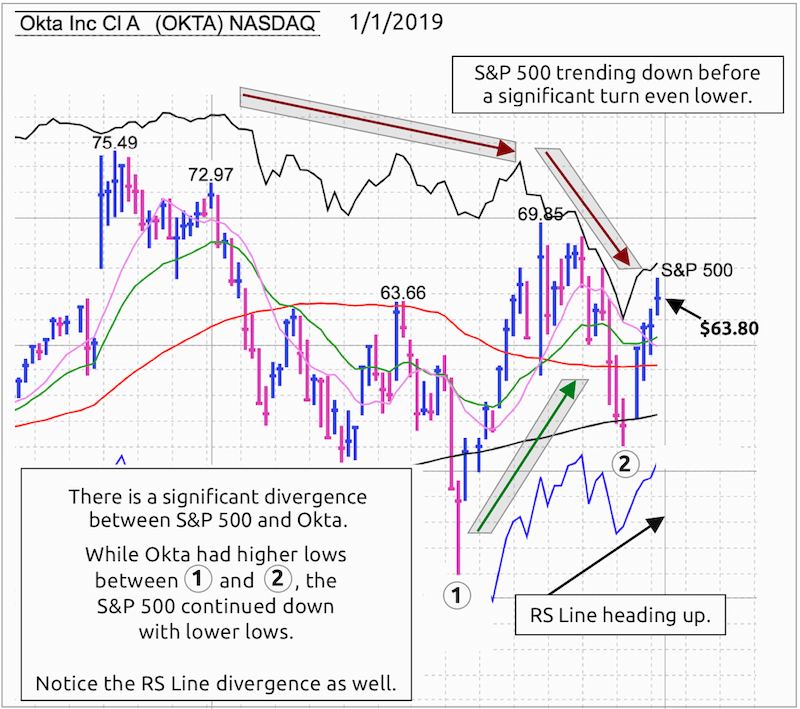 Okta Inc Cl A (OKTA) NASDAQ 1/1/2019
S&P 500 trending down before
a significant turn even lower.
75.49
72.97
69.85
S&P 500
63.66
$63.80
2
There is a significant divergence
between S&P 500 and Okta.
While Okta had higher lows
between 1 and 2, the
S&P 500 continued down
with lower lows.
Notice the RS Line divergence as well.
1
RS Line heading up.